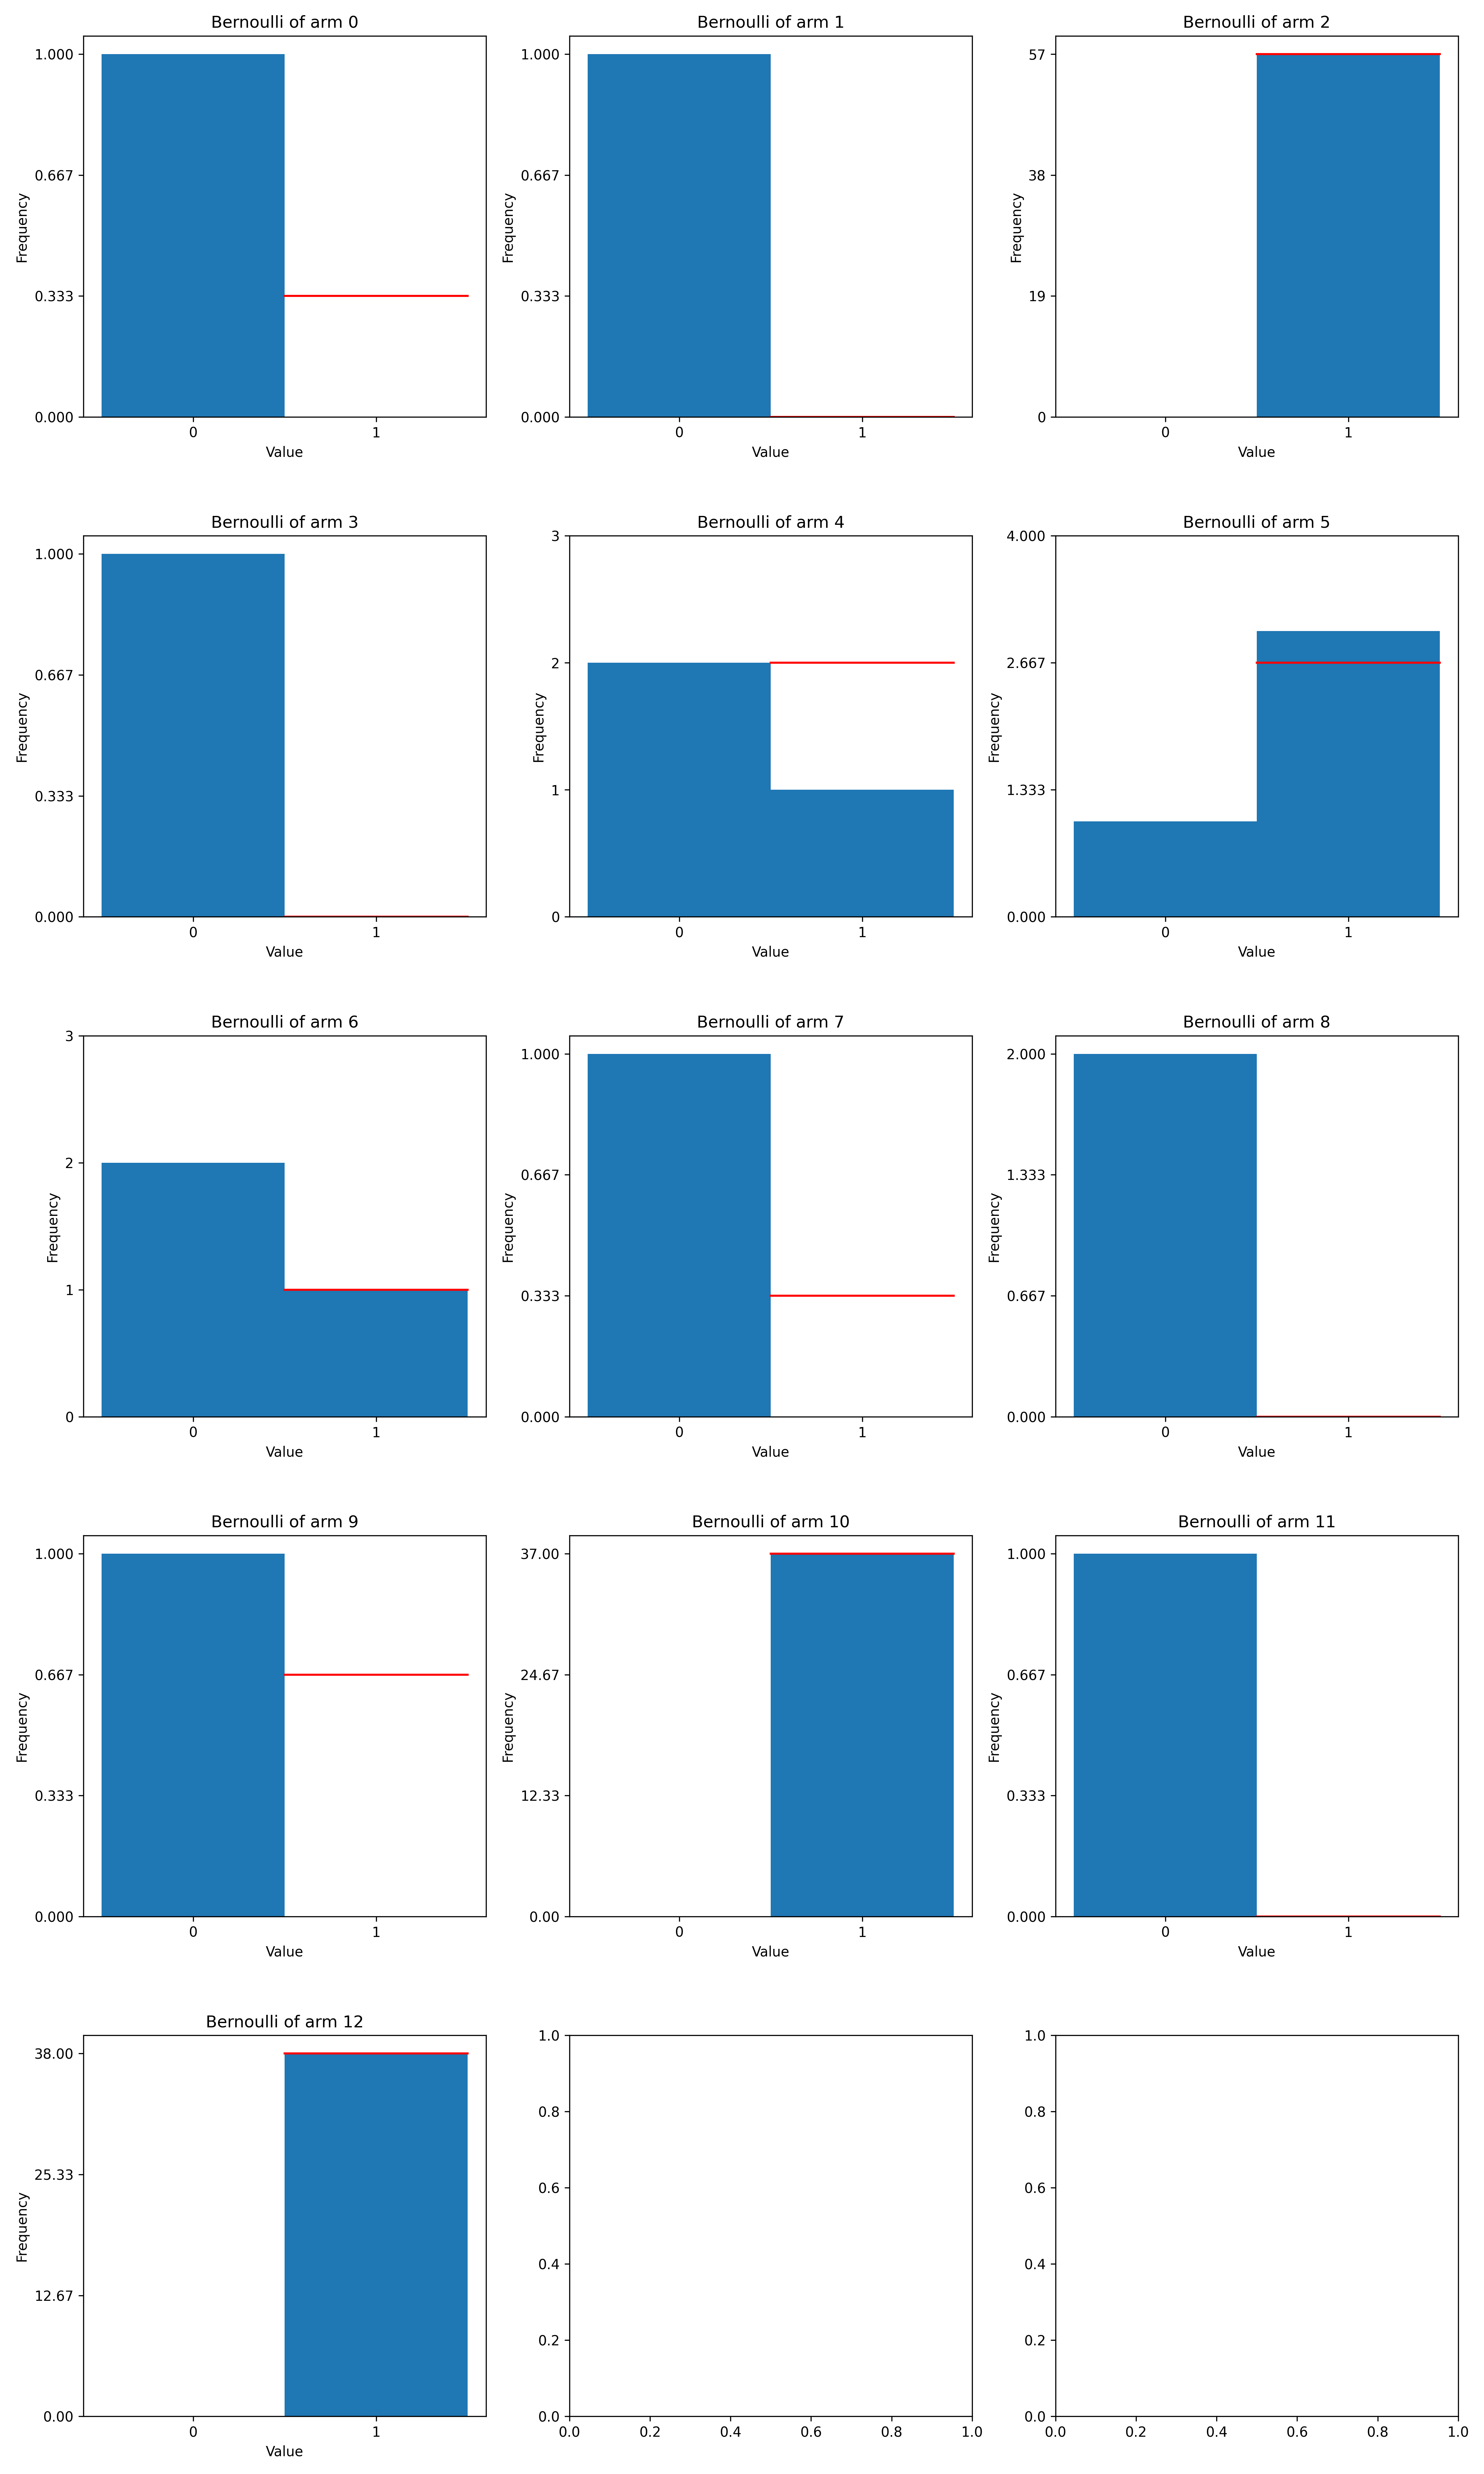 Bernoulli of arm 0
1.000
0.667
0.333
0.000
Frequency
0 1
Value
Bernoulli of arm 1
1.000
0.667
0.333
0.000
Frequency
0 1
Value
Bernoulli of arm 2
57
38
19
0
Frequency
0 1
Value
Bernoulli of arm 3
1.000
0.667
0.333
0.000
Frequency
0 1
Value
Bernoulli of arm 4
3
2
1
0
Frequency
0 1
Value
Bernoulli of arm 5
4.000
2.667
1.333
0.000
Frequency
0 1
Value
Bernoulli of arm 6
3
2
1
0
Frequency
0 1
Value
Bernoulli of arm 7
1.000
0.667
0.333
0.000
Frequency
0 1
Value
Bernoulli of arm 8
2.000
1.333
0.667
0.000
Frequency
0 1
Value
Bernoulli of arm 9
1.000
0.667
0.333
0.000
Frequency
0 1
Value
Bernoulli of arm 10
37.00
24.67
12.33
0.00
Frequency
0 1
Value
Bernoulli of arm 11
1.000
0.667
0.333
0.000
Frequency
0 1
Value
Bernoulli of arm 12
38.00
25.33
12.67
0.00
Frequency
0 1
Value
1.0
0.8
0.6
0.4
0.2
0.0
0.0 0.2 0.4 0.6 0.8 1.0
1.0
0.8
0.6
0.4
0.2
0.0
0.0 0.2 0.4 0.6 0.8 1.0